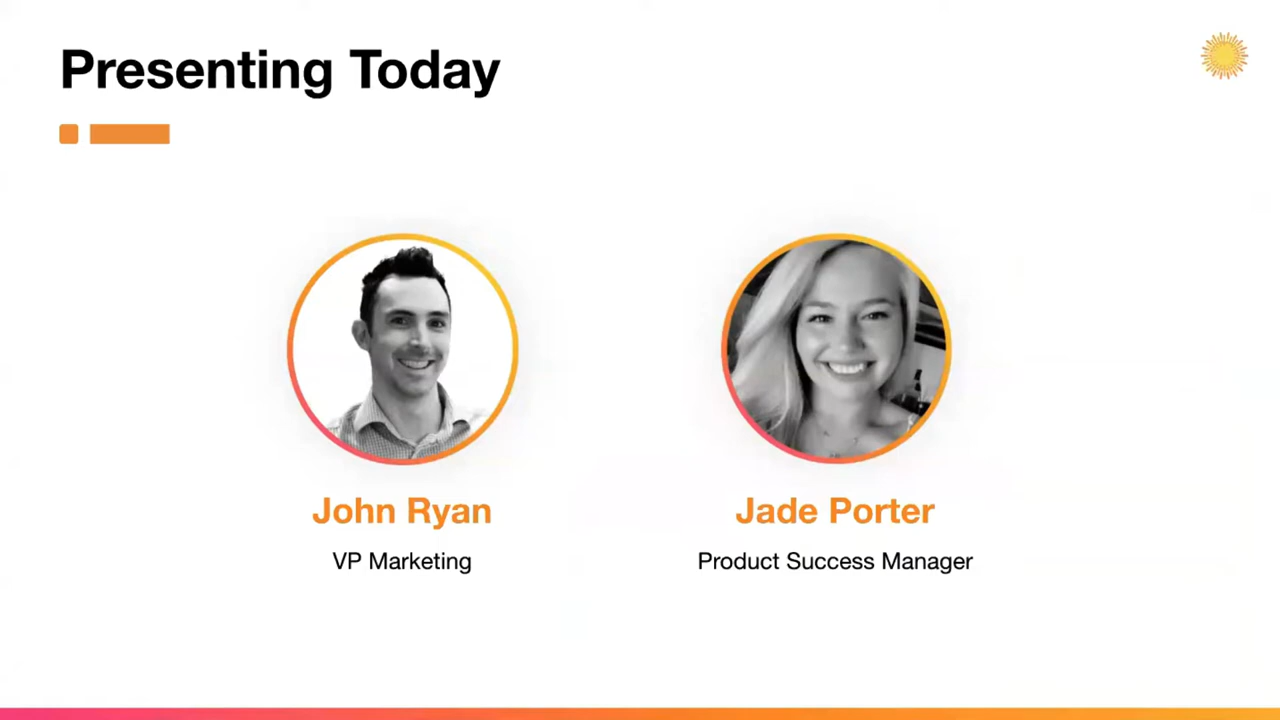 Presenting Today
John Ryan
VP Marketing
Jade Porter
Product Success Manager